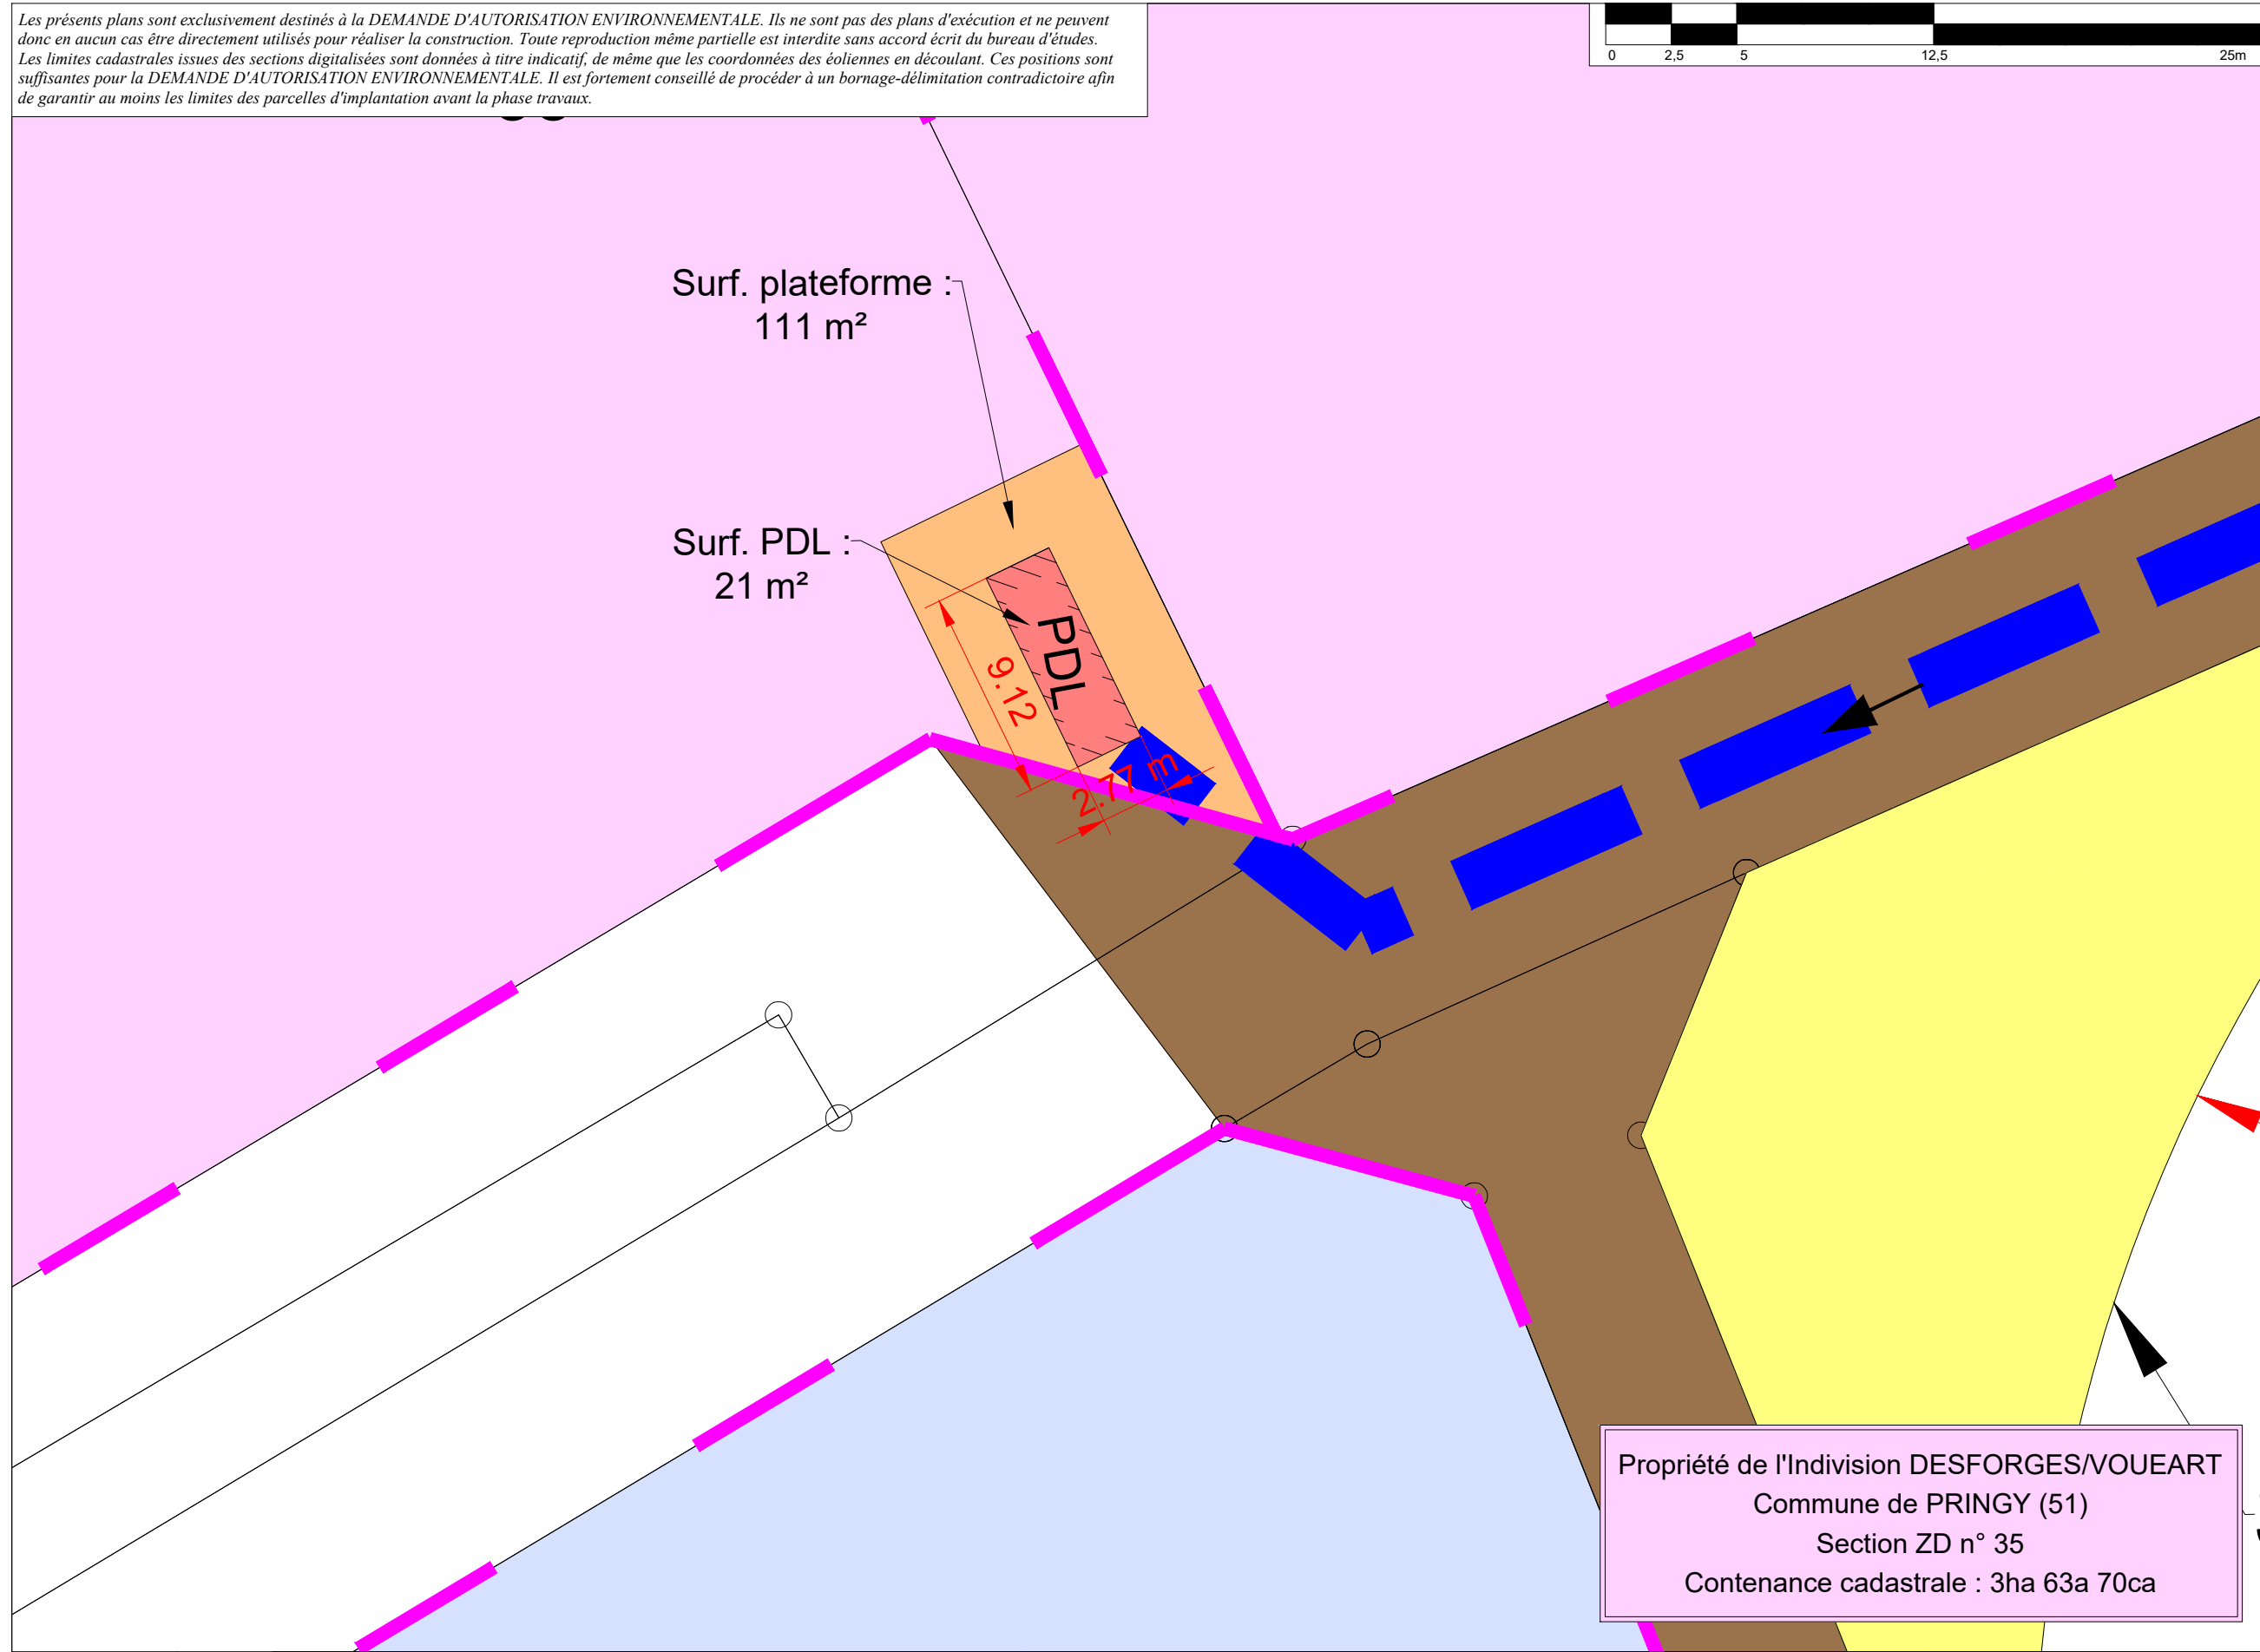 Les présents plans sont exclusivement destinés à la DEMANDE D'AUTORISATION ENVIRONNEMENTALE. Ils ne sont pas des plans d'exécution et ne peuvent
donc en aucun cas être directement utilisés pour réaliser la construction. Toute reproduction même partielle est interdite sans accord écrit du bureau d'études.
Les limites cadastrales issues des sections digitalisées sont données à titre indicatif, de même que les coordonnées des éoliennes en découlant. Ces positions sont
suffisantes pour la DEMANDE D'AUTORISATION ENVIRONNEMENTALE. Il est fortement conseillé de procéder à un bornage-délimitation contradictoire afin
de garantir au moins les limites des parcelles d'implantation avant la phase travaux.
0 2,5 5 12,5 25m
Surf. plateforme :
111 m²
Surf. PDL :
21 m²
PDL
9.12
2.77 m
Propriété de l'Indivision DESFORGES/VOUEART
Commune de PRINGY (51)
Section ZD n° 35
Contenance cadastrale : 3ha 63a 70ca